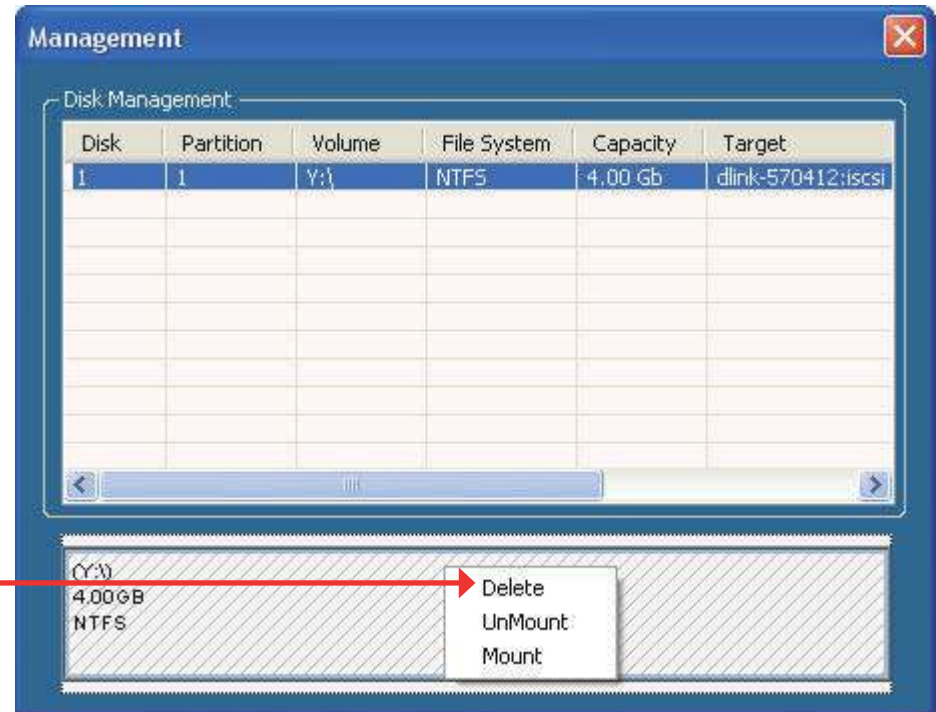 Management
Disk Management
Disk Partition Volume File System Capacity Target
1 1 Y:\ NTFS 4.00 Gb dlink-570412:iscsi
(Y:\)
4.00GB
NTFS
Delete
UnMount
Mount